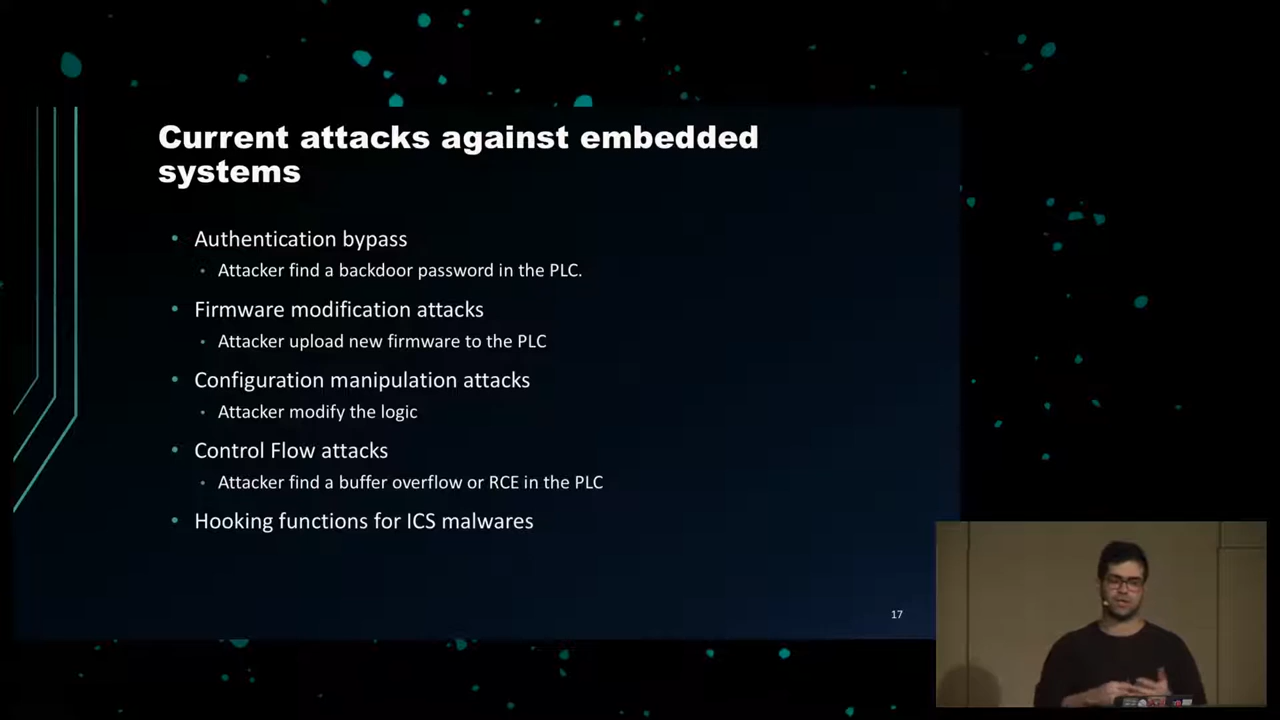 Current attacks against embedded
systems
• Authentication bypass
• Attacker find a backdoor password in the PLC.
• Firmware modification attacks
• Attacker upload new firmware to the PLC
• Configuration manipulation attacks
• Attacker modify the logic
• Control Flow attacks
• Attacker find a buffer overflow or RCE in the PLC
• Hooking functions for ICS malwares
17